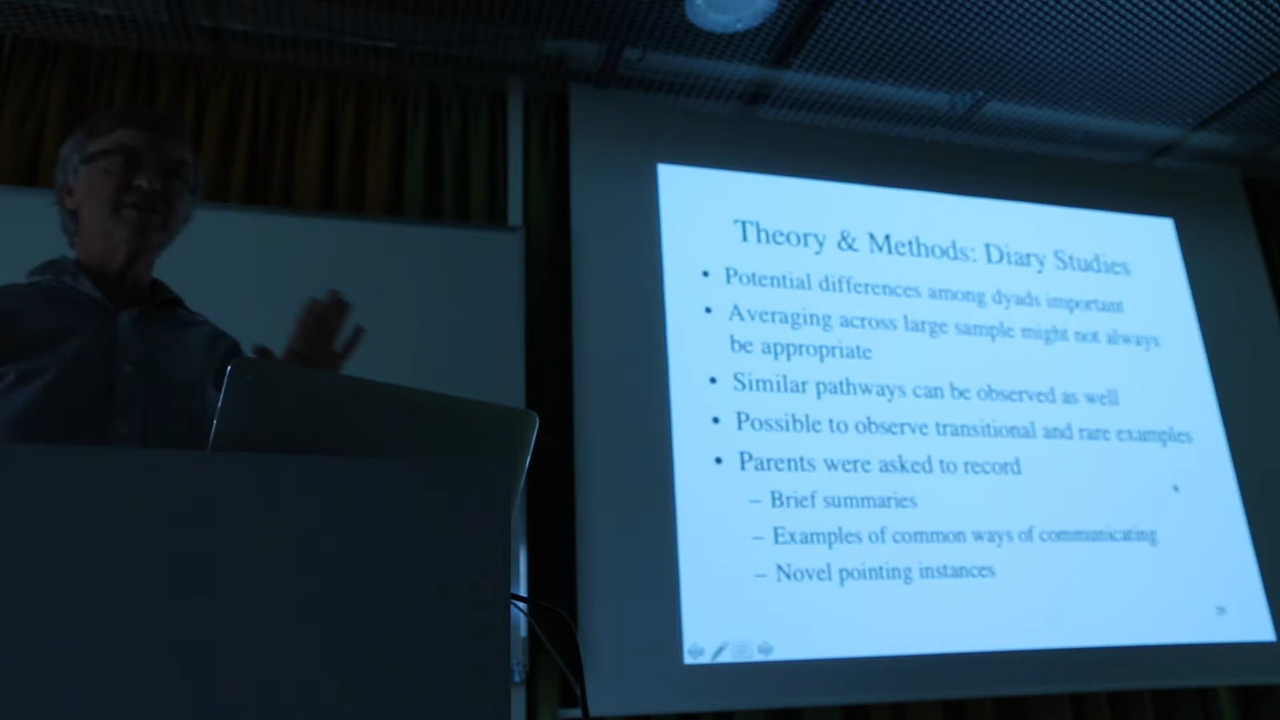 Theory & Methods: Diary Studies
• Potential differences among dyads important
• Averaging across large sample might not always
be appropriate
• Similar pathways can be observed as well
• Possible to observe transitional and rare examples
• Parents were asked to record
– Brief summaries
– Examples of common ways of communicating
– Novel pointing instances